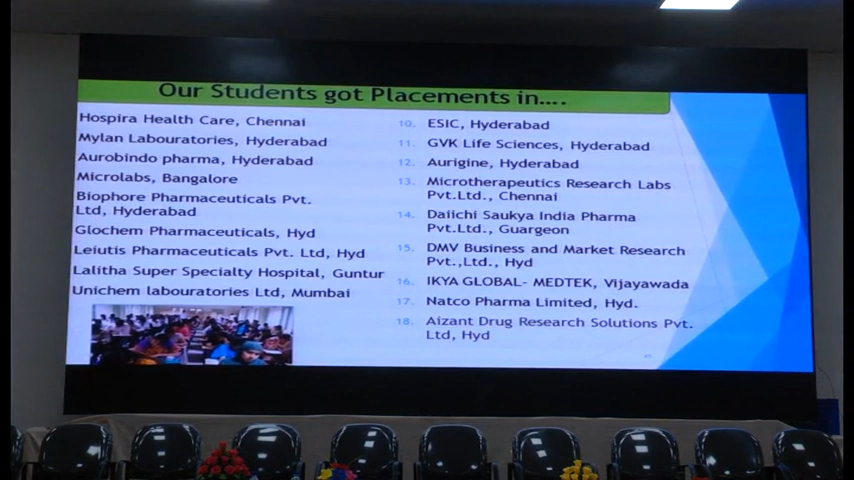 Our Students got Placements in....
Hospira Health Care, Chennai
Mylan Labouratories, Hyderabad
Aurobindo pharma, Hyderabad
Microlabs, Bangalore
Biophore Pharmaceuticals Pvt.
Ltd, Hyderabad
Glochem Pharmaceuticals, Hyd
Leiutis Pharmaceuticals Pvt. Ltd, Hyd
Lalitha Super Specialty Hospital, Guntur
Unichem labouratories Ltd, Mumbai
10. ESIC, Hyderabad
11. GVK Life Sciences, Hyderabad
12. Aurigine, Hyderabad
13. Microtherapeutics Research Labs
Pvt.Ltd., Chennai
14. Daiichi Saukya India Pharma
Pvt.Ltd., Guargeon
15. DMV Business and Market Research
Pvt.,Ltd., Hyd
16. IKYA GLOBAL- MEDTEK, Vijayawada
17. Natco Pharma Limited, Hyd.
18. Aizant Drug Research Solutions Pvt.
Ltd, Hyd